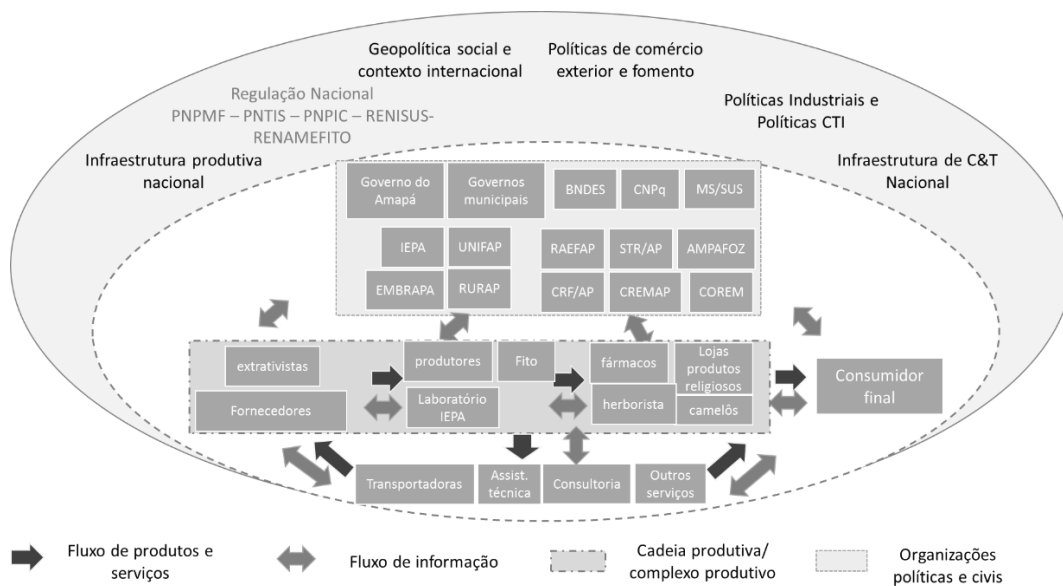 Geopolítica social e
contexto internacional
Políticas de comércio
exterior e fomento
Regulação Nacional
PNPMF – PNTIS – PNPIC – RENISUS-
RENAMEFITO
Políticas Industriais e
Políticas CTI
Infraestrutura produtiva
nacional
Infraestrutura de C&T
Nacional
Governo do
Amapá
Governos
municipais
BNDES
CNPq
MS/SUS
IEPA
UNIFAP
RAEFAP
STR/AP
AMPAFOZ
EMBRAPA
RURAP
CRF/AP
CREMAP
COREM
extrativistas
produtores
Fito
fármacos
Lojas
produtos
religiosos
Consumidor
final
Fornecedores
Laboratório
IEPA
herborista
camelôs
Transportadoras
Assist.
técnica
Consultoria
Outros
serviços
Fluxo de produtos e
serviços
Fluxo de informação
Cadeia produtiva/
complexo produtivo
Organizações
políticas e civis